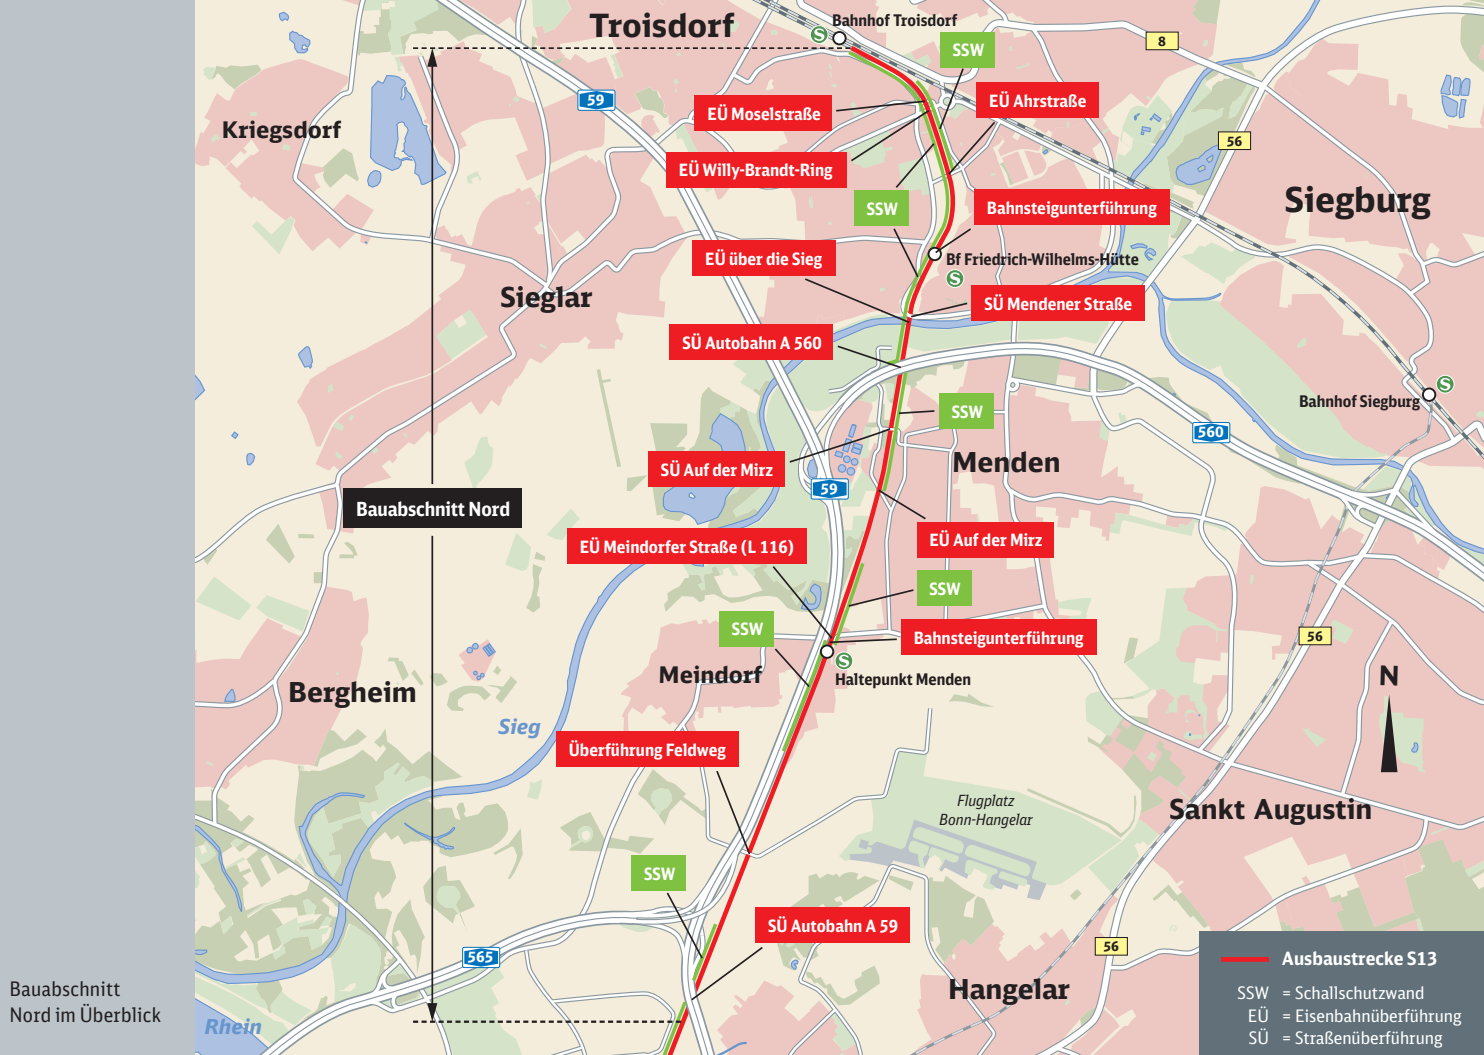 Troisdorf
Bahnhof Troisdorf
S
SSW
8
59
EÜ Ahrstraße
EÜ Moselstraße
Kriegsdorf
56
EÜ Willy-Brandt-Ring
Siegburg
SSW
Bahnsteigunterführung
EÜ über die Sieg
Bf Friedrich-Wilhelms-Hütte
S
Sieglar
SÜ Mendener Straße
SÜ Autobahn A 560
S
Bahnhof Siegburg
SSW
560
Menden
SÜ Auf der Mirz
59
Bauabschnitt Nord
EÜ Meindorfer Straße (L 116)
EÜ Auf der Mirz
SSW
SSW
56
Bahnsteigunterführung
S
Meindorf
Haltepunkt Menden
N
Bergheim
Sieg
Überführung Feldweg
Flugplatz
Bonn-Hangelar
Sankt Augustin
SSW
SÜ Autobahn A 59
56
565
Hangelar
Rhein
Bauabschnitt
Nord im Überblick
Ausbaustrecke S13
SSW = Schallschutzwand
EÜ = Eisenbahnüberführung
SÜ = Straßenüberführung